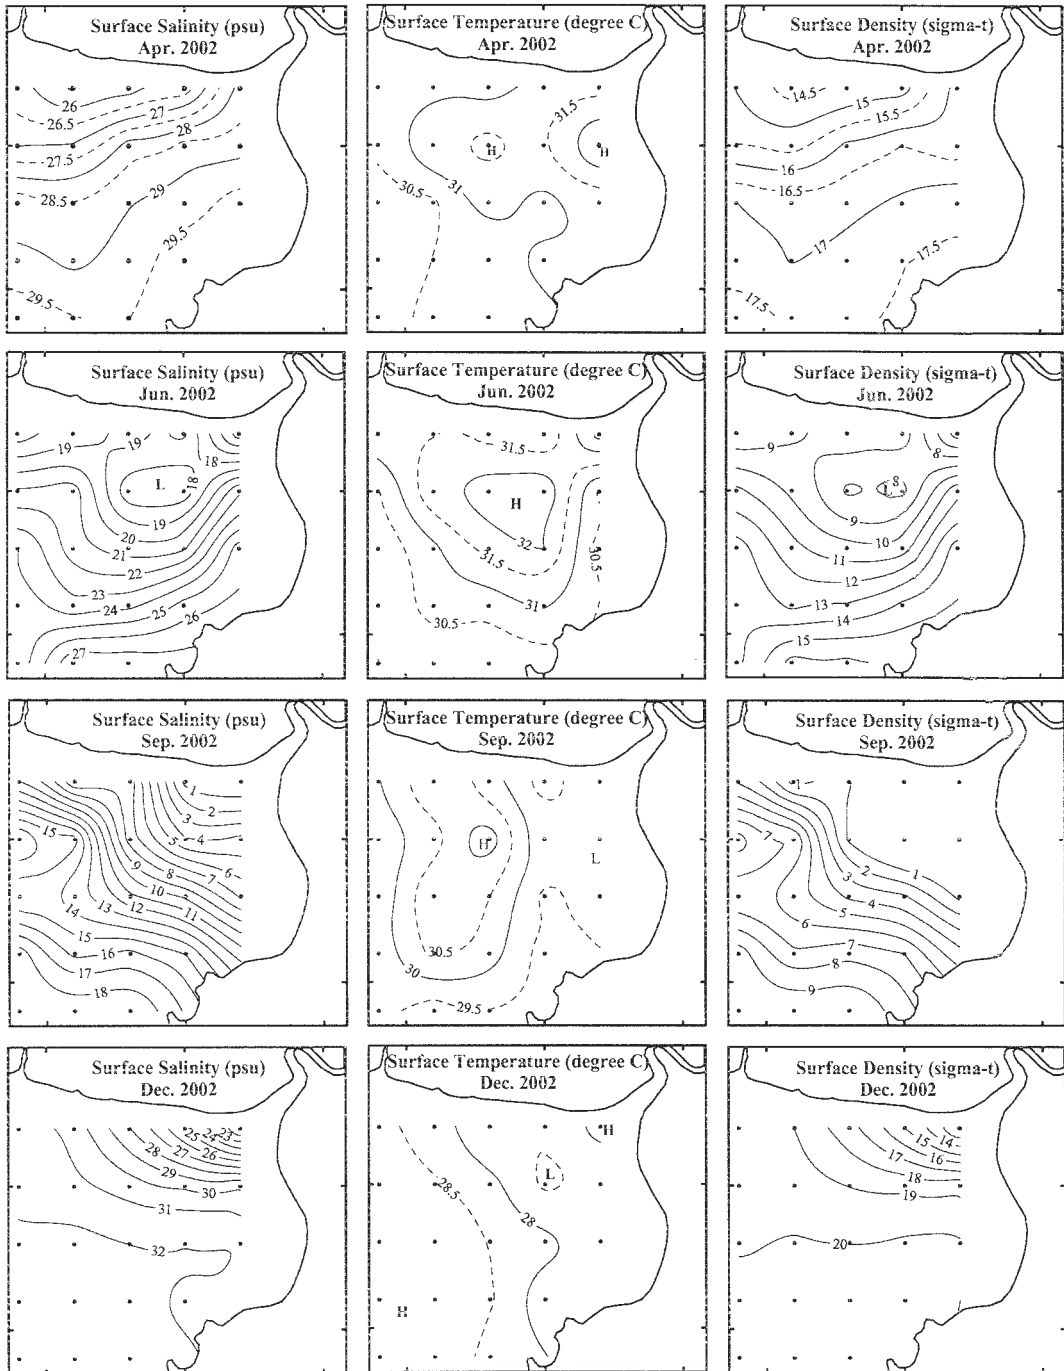 Surface Salinity (psu)
Apr. 2002
26
26.5
27
28
27.5
28.5
29
29.5
29.5
Surface Temperature (degree C)
Apr. 2002
31.5
H
H
31
30.5
Surface Density (sigma-t)
Apr. 2002
14.5
15
15.5
16
16.5
17
17.5
17.5
Surface Salinity (psu)
Jun. 2002
19
19
18
18
L
19
20
21
22
23
24
25
26
27
Surface Temperature (degree C)
Jun. 2002
31.5
H
32
31.5
30.5
31
30.5
Surface Density (sigma-t)
Jun. 2002
9
8
L
8
9
10
11
12
13
14
15
Surface Salinity (psu)
Sep. 2002
1
2
3
4
5
6
15
7
8
9
10
11
12
13
14
15
16
17
18
Surface Temperature (degree C)
Sep. 2002
H
L
30.5
30
29.5
Surface Density (sigma-t)
Sep. 2002
1
7
1
2
3
4
5
6
7
8
9
Surface Salinity (psu)
Dec. 2002
25
24
23
28
27
26
29
30
31
32
Surface Temperature (degree C)
Dec. 2002
H
L
28.5
28
H
Surface Density (sigma-t)
Dec. 2002
15
14
17
16
18
19
20